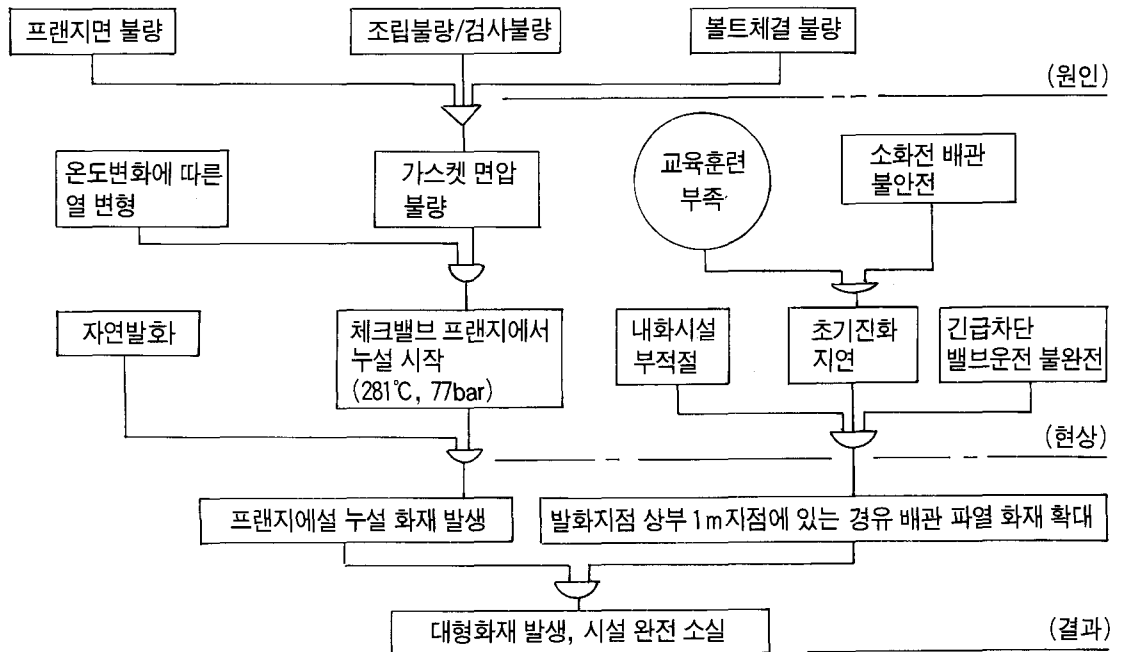 프랜지면 불량
조립불량/검사불량
볼트체결 불량
(원인)
온도변화에 따른
열 변형
가스켓 면압
불량
교육훈련
부족
소화전 배관
불안전
자연발화
체크밸브 프랜지에서
누설 시작
(281℃, 77bar)
내화시설
부적절
초기진화
지연
긴급차단
밸브운전 불완전
(현상)
프랜지에설 누설 화재 발생
발화지점 상부 1m지점에 있는 경유 배관 파열 화재 확대
대형화재 발생, 시설 완전 소실
(결과)